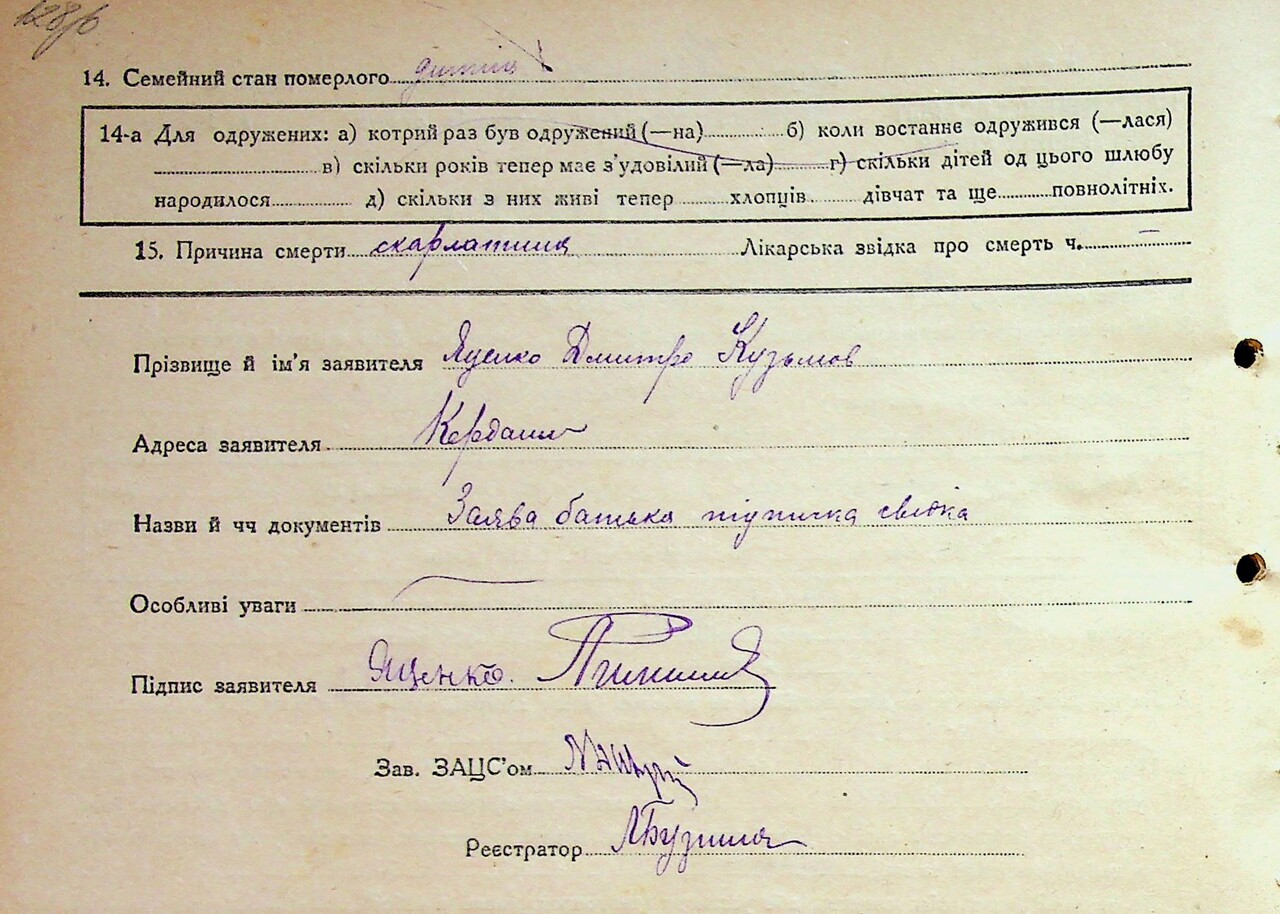 14. Семейний стан померлого дитина
14-а Для одружених: а) котрий раз був одружений (—на) б) коли востаннє одружився (—лася)
в) скільки років тепер має з'удовілий (—ла) г) скільки дітей од цього шлюбу
народилося д) скільки з них живі тепер хлопців дівчат та ще повнолітніх.
15. Причина смерти скарлатина Лікарська звідка про смерть ч. —
Прізвище й ім'я заявителя Яценко Дмитро Кузьмов
Адреса заявителя
Назви й чч документів Заява батька свідка
Особливі уваги
Підпис заявителя Яценко
Зав. ЗАЦС'ом
Реєстратор